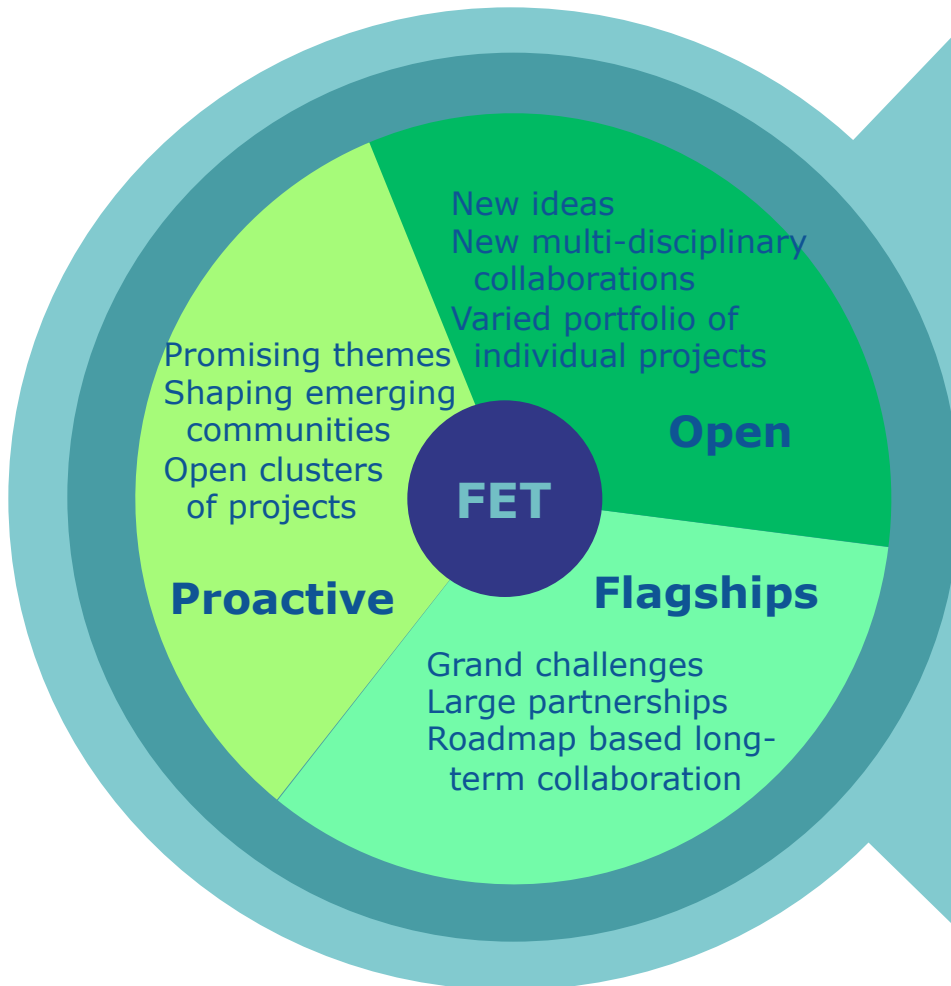 New ideas
New multi-disciplinary
collaborations
Varied portfolio of
individual projects
Open
Promising themes
Shaping emerging
communities
Open clusters
of projects
Proactive
FET
Flagships
Grand challenges
Large partnerships
Roadmap based long-
term collaboration